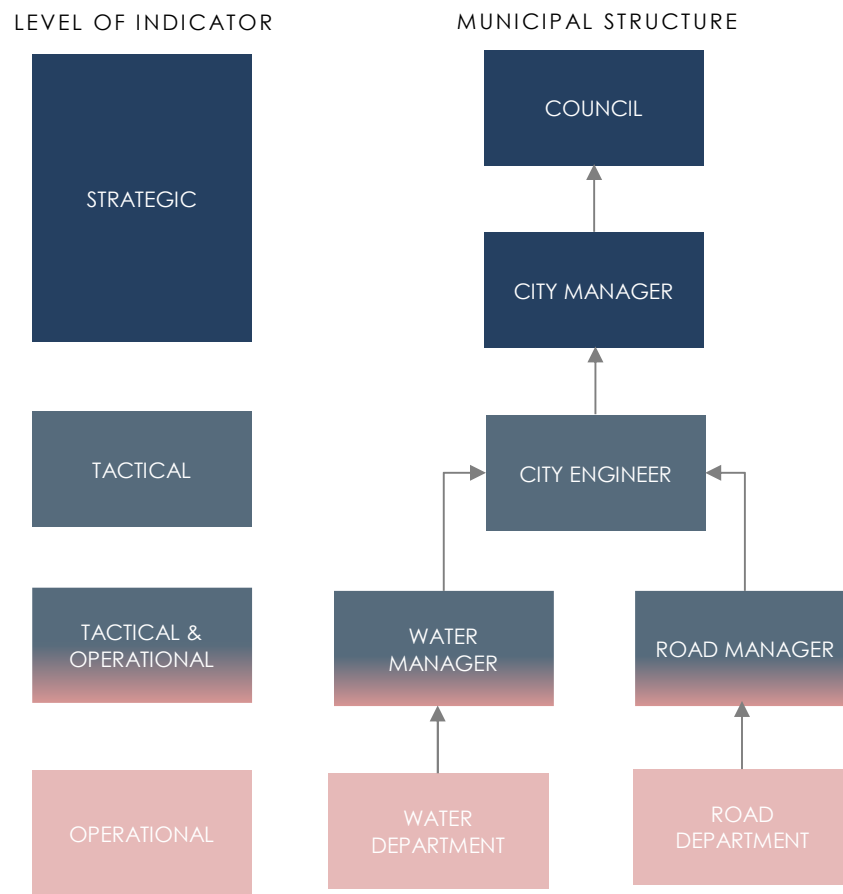 LEVEL OF INDICATOR
MUNICIPAL STRUCTURE
STRATEGIC
COUNCIL
CITY MANAGER
TACTICAL
CITY ENGINEER
TACTICAL &
OPERATIONAL
WATER
MANAGER
ROAD MANAGER
OPERATIONAL
WATER
DEPARTMENT
ROAD
DEPARTMENT